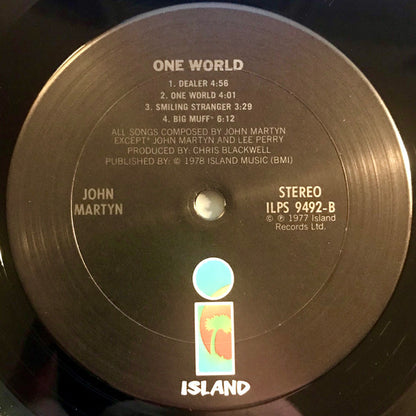 ONE WORLD
1. DEALER 4:56
2. ONE WORLD 4:01
3. SMILING STRANGER 3:29
4. BIG MUFF* 6:12
ALL SONGS COMPOSED BY JOHN MARTYN
EXCEPT* JOHN MARTYN AND LEE PERRY
PRODUCED BY: CHRIS BLACKWELL
PUBLISHED BY: © 1978 ISLAND MUSIC (BMI)
JOHN
MARTYN
STEREO
ILPS 9492-B
© ℗ 1977 Island
Records Ltd.
ISLAND